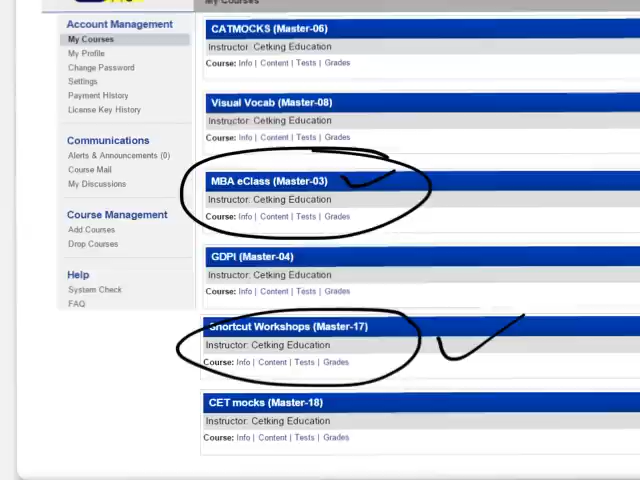 My Courses
Account Management
My Courses
My Profile
Change Password
Settings
Payment History
License Key History
Communications
Alerts & Announcements (0)
Course Mail
My Discussions
Course Management
Add Courses
Drop Courses
Help
System Check
FAQ
CATMOCKS (Master-06)
Instructor: Cetking Education
Course: Info | Content | Tests | Grades
Visual Vocab (Master-08)
Instructor: Cetking Education
Course: Info | Content | Tests | Grades
MBA eClass (Master-03)
Instructor: Cetking Education
Course: Info | Content | Tests | Grades
GDPI (Master-04)
Instructor: Cetking Education
Course: Info | Content | Tests | Grades
Shortcut Workshops (Master-17)
Instructor: Cetking Education
Course: Info | Content | Tests | Grades
CET mocks (Master-18)
Instructor: Cetking Education
Course: Info | Content | Tests | Grades